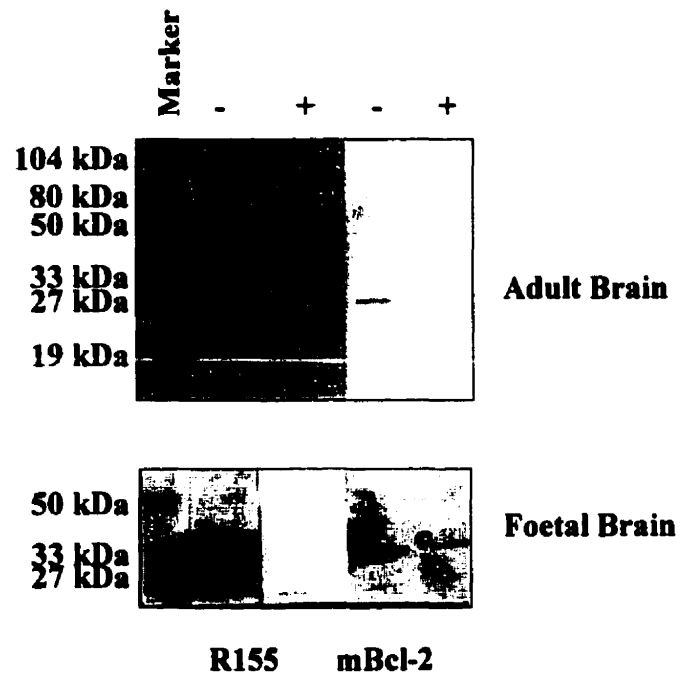 Marker - + - +
104 kDa
80 kDa
50 kDa
33 kDa
27 kDa
19 kDa
Adult Brain
50 kDa
33 kDa
27 kDa
Foetal Brain
R155 mBcl-2